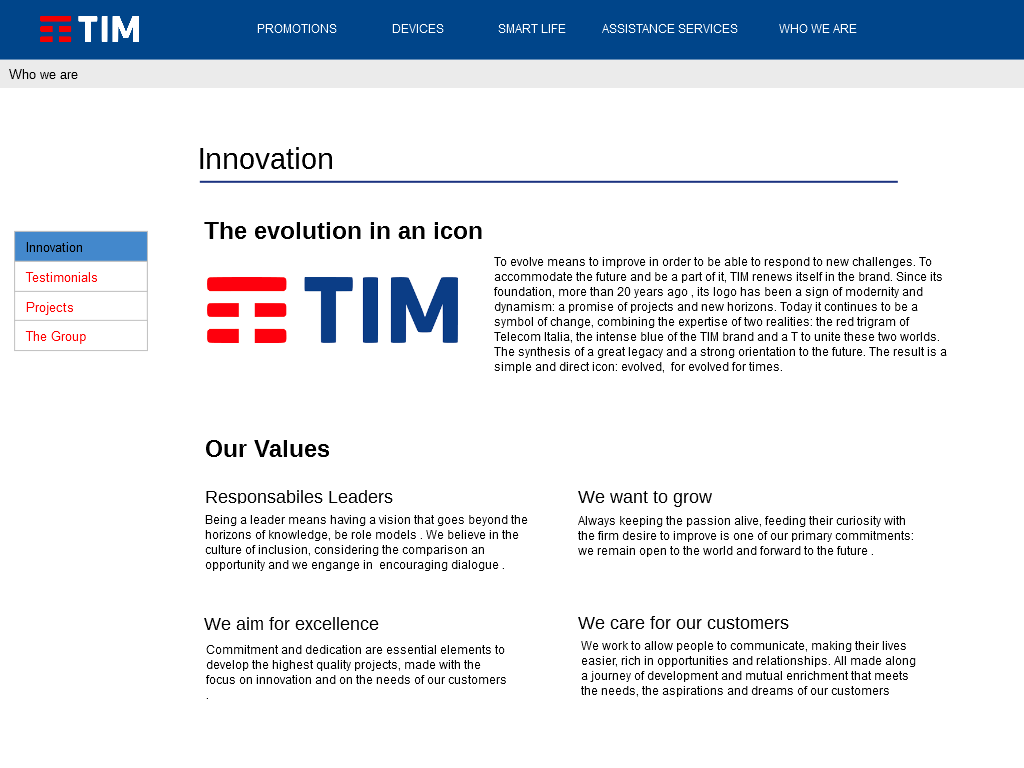 TIM
PROMOTIONS
DEVICES
SMART LIFE
ASSISTANCE SERVICES
WHO WE ARE
Who we are
Innovation
Innovation
Testimonials
Projects
The Group
The evolution in an icon
TIM
To evolve means to improve in order to be able to respond to new challenges. To
accommodate the future and be a part of it, TIM renews itself in the brand. Since its
foundation, more than 20 years ago , its logo has been a sign of modernity and
dynamism: a promise of projects and new horizons. Today it continues to be a
symbol of change, combining the expertise of two realities: the red trigram of
Telecom Italia, the intense blue of the TIM brand and a T to unite these two worlds.
The synthesis of a great legacy and a strong orientation to the future. The result is a
simple and direct icon: evolved,  for evolved for times.
Our Values
Responsabiles Leaders
Being a leader means having a vision that goes beyond the
horizons of knowledge, be role models . We believe in the
culture of inclusion, considering the comparison an
opportunity and we engange in  encouraging dialogue .
We want to grow
Always keeping the passion alive, feeding their curiosity with
the firm desire to improve is one of our primary commitments:
we remain open to the world and forward to the future .
We aim for excellence
Commitment and dedication are essential elements to
develop the highest quality projects, made with the
focus on innovation and on the needs of our customers
.
We care for our customers
We work to allow people to communicate, making their lives
easier, rich in opportunities and relationships. All made along
a journey of development and mutual enrichment that meets
the needs, the aspirations and dreams of our customers